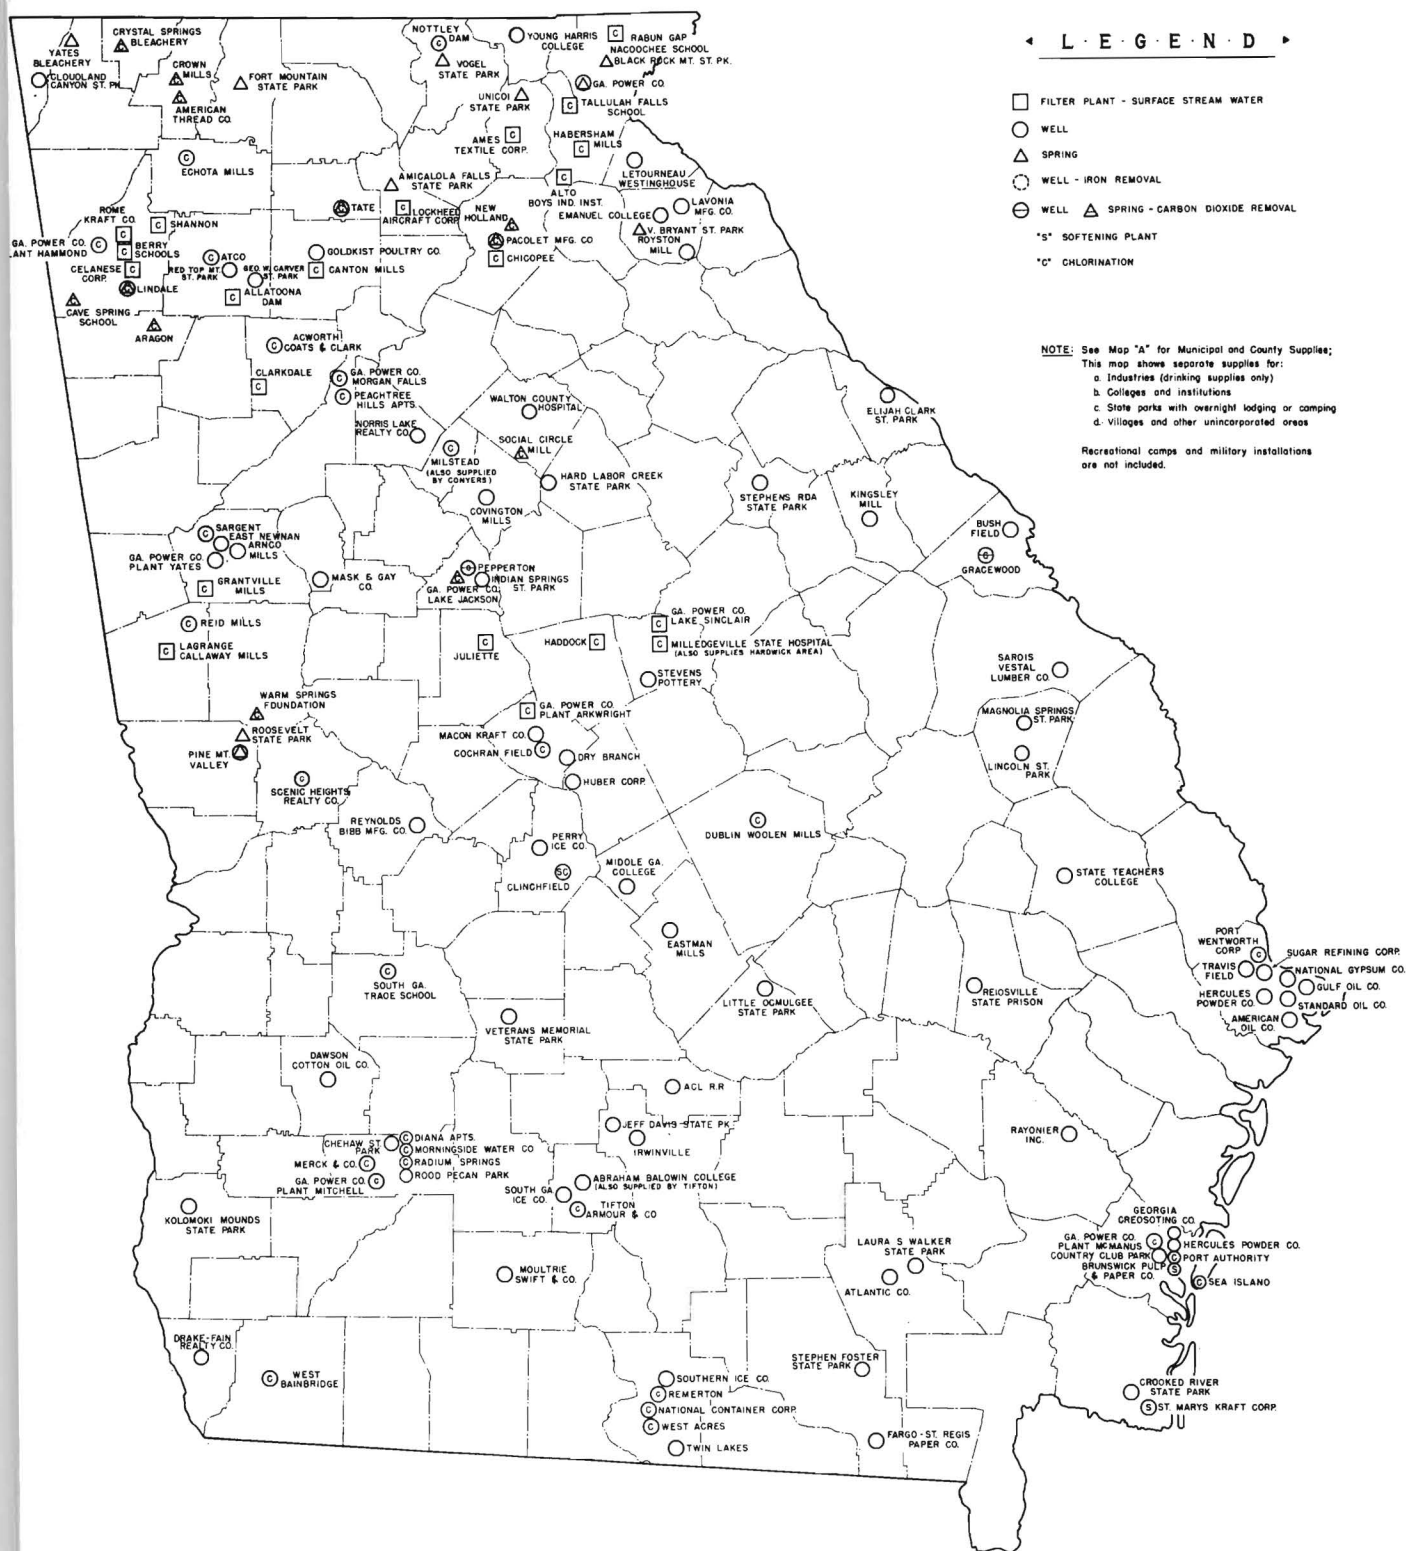 L·E·G·E·N·D
FILTER PLANT - SURFACE STREAM WATER
WELL
SPRING
WELL - IRON REMOVAL
WELL SPRING - CARBON DIOXIDE REMOVAL
"S" SOFTENING PLANT
"C" CHLORINATION
NOTE: See Map "A" for Municipal and County Supplies;
This map shows separate supplies for:
a. Industries (drinking supplies only)
b. Colleges and institutions
c. State parks with overnight lodging or camping
d. Villages and other unincorporated areas
Recreational camps and military installations
are not included.
YATES
BLEACHERY
CRYSTAL SPRINGS
BLEACHERY
CLOUDLAND
CANYON ST. PK.
CROWN
MILLS
AMERICAN
THREAD CO.
FORT MOUNTAIN
STATE PARK
NOTTLEY
DAM
VOGEL
STATE PARK
YOUNG HARRIS
COLLEGE
RABUN GAP
NACOOCHEE SCHOOL
BLACK ROCK MT. ST. PK.
GA. POWER CO.
UNICOI
STATE PARK
TALLULAH FALLS
SCHOOL
AMES
TEXTILE CORP.
HABERSHAM
MILLS
ECHOTA MILLS
LETOURNEAU
WESTINGHOUSE
AMICALOLA FALLS
STATE PARK
ALTO
BOYS IND. INST.
TATE
LOCKHEED
AIRCRAFT CORP.
NEW
HOLLAND
EMANUEL COLLEGE
LAVONIA
MFG. CO.
V. BRYANT ST. PARK
ROYSTON
MILL
ROME
KRAFT CO.
SHANNON
GA. POWER CO.
LANT HAMMOND
BERRY
SCHOOLS
PACOLET MFG. CO
CHICOPEE
ATCO
GOLDKIST POULTRY CO.
CELANESE
CORP.
RED TOP MT.
ST. PARK
GEO. W. CARVER
ST. PARK
CANTON MILLS
LINDALE
ALLATOONA
DAM
CAVE SPRING
SCHOOL
ARAGON
ACWORTH
COATS & CLARK
CLARKDALE
GA. POWER CO.
MORGAN FALLS
PEACHTREE
HILLS APTS.
WALTON COUNTY
HOSPITAL
ELIJAH CLARK
ST. PARK
NORRIS LAKE
REALTY CO.
MILSTEAD
(ALSO SUPPLIED
BY CONYERS)
SOCIAL CIRCLE
MILL
HARD LABOR CREEK
STATE PARK
STEPHENS RDA
STATE PARK
KINGSLEY
MILL
COVINGTON
MILLS
BUSH
FIELD
GRACEWOOD
SARGENT
EAST NEWNAN
ARNCO
MILLS
GA. POWER CO.
PLANT YATES
GRANTVILLE
MILLS
MASK & GAY
CO.
PEPPERTON
INDIAN SPRINGS
ST. PARK
GA. POWER CO.
LAKE JACKSON
REID MILLS
LAGRANGE
CALLAWAY MILLS
JULIETTE
HADDOCK
GA. POWER CO.
LAKE SINCLAIR
MILLEDGEVILLE STATE HOSPITAL
(ALSO SUPPLIES HARDWICK AREA)
STEVENS
POTTERY
SAROIS
VESTAL
LUMBER CO.
WARM SPRINGS
FOUNDATION
ROOSEVELT
STATE PARK
PINE MT.
VALLEY
GA. POWER CO.
PLANT ARKWRIGHT
MACON KRAFT CO.
COCHRAN FIELD
DRY BRANCH
HUBER CORP.
MAGNOLIA SPRINGS
ST. PARK
LINCOLN ST.
PARK
SCENIC HEIGHTS
REALTY CO.
REYNOLDS
BIBB MFG. CO.
DUBLIN WOOLEN MILLS
PERRY
ICE CO.
CLINCHFIELD
MIDDLE GA.
COLLEGE
STATE TEACHERS
COLLEGE
EASTMAN
MILLS
SOUTH GA.
TRADE SCHOOL
LITTLE OCMULGEE
STATE PARK
REIOSVILLE
STATE PRISON
PORT
WENTWORTH
CORP
SUGAR REFINING CORP.
TRAVIS
FIELD
NATIONAL GYPSUM CO.
GULF OIL CO.
HERCULES
POWDER CO.
STANDARD OIL CO.
AMERICAN
OIL CO.
VETERANS MEMORIAL
STATE PARK
DAWSON
COTTON OIL CO.
ACL R.R
JEFF DAVIS STATE PK.
IRWINVILLE
RAYONIER
INC.
CHEHAW ST.
PARK
DIANA APTS.
MORNINGSIDE WATER CO
MERCK & CO.
RADIUM SPRINGS
ROOD PECAN PARK
GA. POWER CO.
PLANT MITCHELL
SOUTH GA.
ICE CO.
ABRAHAM BALDWIN COLLEGE
(ALSO SUPPLIED BY TIFTON)
TIFTON
ARMOUR & CO
KOLOMOKI MOUNDS
STATE PARK
GEORGIA
CREOSOTING CO.
GA. POWER CO.
PLANT MCMANUS
HERCULES POWDER CO.
COUNTRY CLUB PARK
PORT AUTHORITY
BRUNSWICK PULP
& PAPER CO.
SEA ISLAND
LAURA S WALKER
STATE PARK
ATLANTIC CO.
MOULTRIE
SWIFT & CO.
DRAKE-FAIN
REALTY CO.
WEST
BAINBRIDGE
STEPHEN FOSTER
STATE PARK
SOUTHERN ICE CO.
REMERTON
NATIONAL CONTAINER CORP.
WEST ACRES
TWIN LAKES
CROOKED RIVER
STATE PARK
ST. MARYS KRAFT CORP.
FARGO - ST. REGIS
PAPER CO.